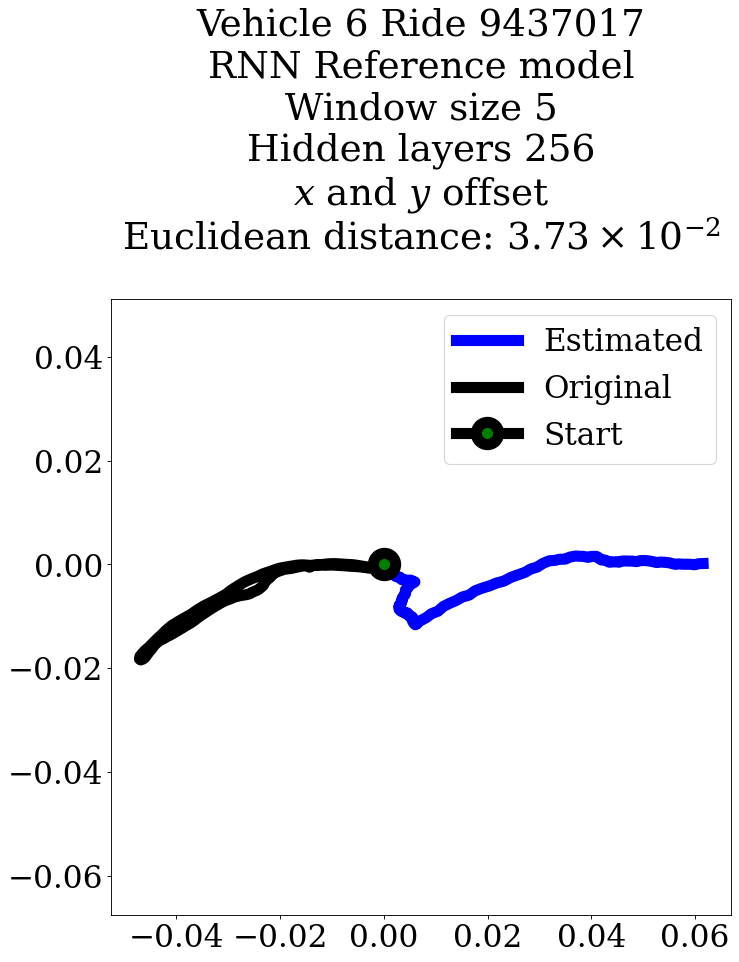 Vehicle 6 Ride 9437017
RNN Reference model
Window size 5
Hidden layers 256
x and y offset
Euclidean distance: 3.73 × 10⁻²
Estimated
Original
Start
0.04
0.02
0.00
−0.02
−0.04
−0.06
−0.04 −0.02 0.00 0.02 0.04 0.06